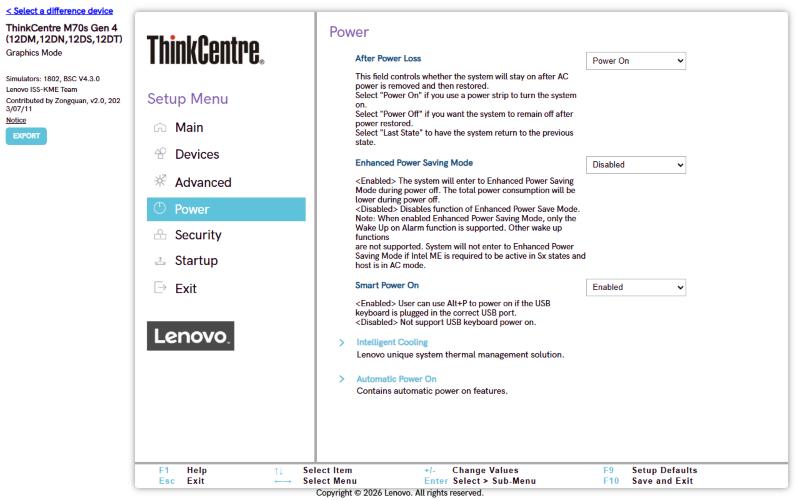 < Select a difference device
ThinkCentre M70s Gen 4
(12DM,12DN,12DS,12DT)
Graphics Mode
Simulators: 1802, BSC V4.3.0
Lenovo ISS-KME Team
Contributed by Zongquan, v2.0, 202
3/07/11
Notice
EXPORT
ThinkCentre®
Setup Menu
Main
Devices
Advanced
Power
Security
Startup
Exit
Lenovo
Power
After Power Loss
Power On
This field controls whether the system will stay on after AC
power is removed and then restored.
Select "Power On" if you use a power strip to turn the system
on.
Select "Power Off" if you want the system to remain off after
power restored.
Select "Last State" to have the system return to the previous
state.
Enhanced Power Saving Mode
Disabled
<Enabled> The system will enter to Enhanced Power Saving
Mode during power off. The total power consumption will be
lower during power off.
<Disabled> Disables function of Enhanced Power Save Mode.
Note: When enabled Enhanced Power Saving Mode, only the
Wake Up on Alarm function is supported. Other wake up
functions
are not supported. System will not enter to Enhanced Power
Saving Mode if Intel ME is required to be active in Sx states and
host is in AC mode.
Smart Power On
Enabled
<Enabled> User can use Alt+P to power on if the USB
keyboard is plugged in the correct USB port.
<Disabled> Not support USB keyboard power on.
> Intelligent Cooling
Lenovo unique system thermal management solution.
> Automatic Power On
Contains automatic power on features.
F1 Help ↑↓ Select Item +/- Change Values F9 Setup Defaults
Esc Exit ←→ Select Menu Enter Select > Sub-Menu F10 Save and Exit
Copyright © 2026 Lenovo. All rights reserved.